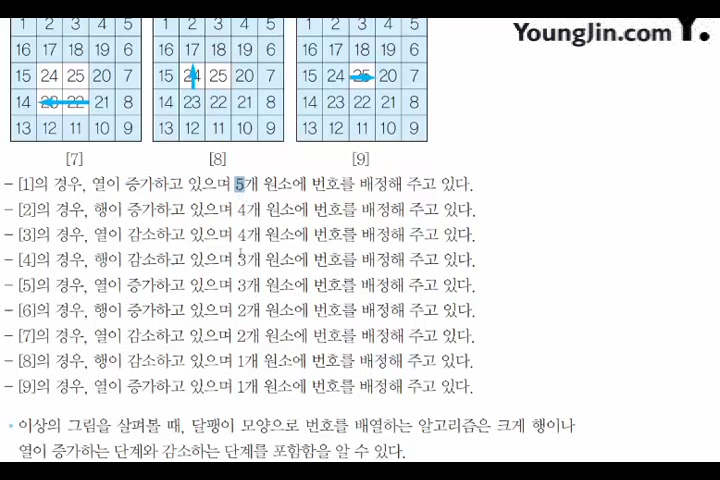 1 2 3 4 5 1 2 3 4 5 1 2 3 4 5
YoungJin.com Y.
16 17 18 19 6 16 17 18 19 6 16 17 18 19 6
15 24 25 20 7 15 24 25 20 7 15 24 25 20 7
14 23 22 21 8 14 23 22 21 8 14 23 22 21 8
13 12 11 10 9 13 12 11 10 9 13 12 11 10 9
[7] [8] [9]
- [1]의 경우, 열이 증가하고 있으며 5개 원소에 번호를 배정해 주고 있다.
- [2]의 경우, 행이 증가하고 있으며 4개 원소에 번호를 배정해 주고 있다.
- [3]의 경우, 열이 감소하고 있으며 4개 원소에 번호를 배정해 주고 있다.
- [4]의 경우, 행이 감소하고 있으며 3개 원소에 번호를 배정해 주고 있다.
- [5]의 경우, 열이 증가하고 있으며 3개 원소에 번호를 배정해 주고 있다.
- [6]의 경우, 행이 증가하고 있으며 2개 원소에 번호를 배정해 주고 있다.
- [7]의 경우, 열이 감소하고 있으며 2개 원소에 번호를 배정해 주고 있다.
- [8]의 경우, 행이 감소하고 있으며 1개 원소에 번호를 배정해 주고 있다.
- [9]의 경우, 열이 증가하고 있으며 1개 원소에 번호를 배정해 주고 있다.
• 이상의 그림을 살펴볼 때, 달팽이 모양으로 번호를 배열하는 알고리즘은 크게 행이나
열이 증가하는 단계와 감소하는 단계를 포함함을 알 수 있다.